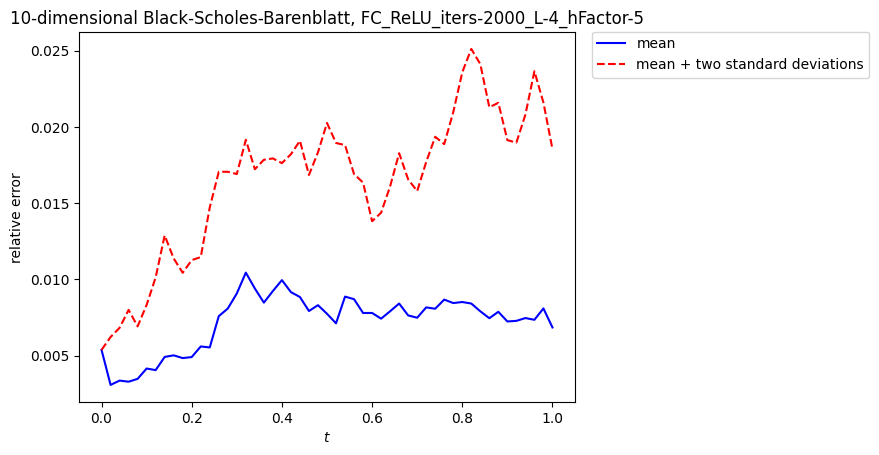 10-dimensional Black-Scholes-Barenblatt, FC_ReLU_iters-2000_L-4_hFactor-5
mean
mean + two standard deviations
relative error
0.025
0.020
0.015
0.010
0.005
0.0 0.2 0.4 0.6 0.8 1.0
t